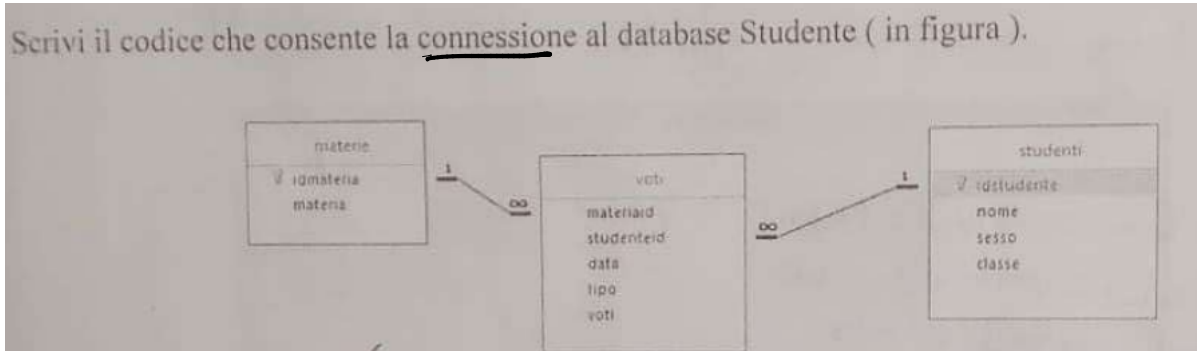 Scrivi il codice che consente la connessione al database Studente ( in figura ).
materie
idmateria
materia
1
∞
voti
materiaid
studenteid
data
tipo
voti
∞
1
studenti
idstudente
nome
sesso
classe